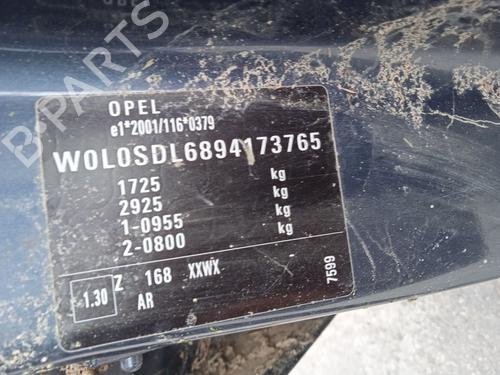 B-PARTS
OPEL
e1*2001/116*0379
W0L0SDL6894173765
1725 kg
2925 kg
1-0955 kg
2-0800 kg
1.30 Z 168 XXWX
AR
7599